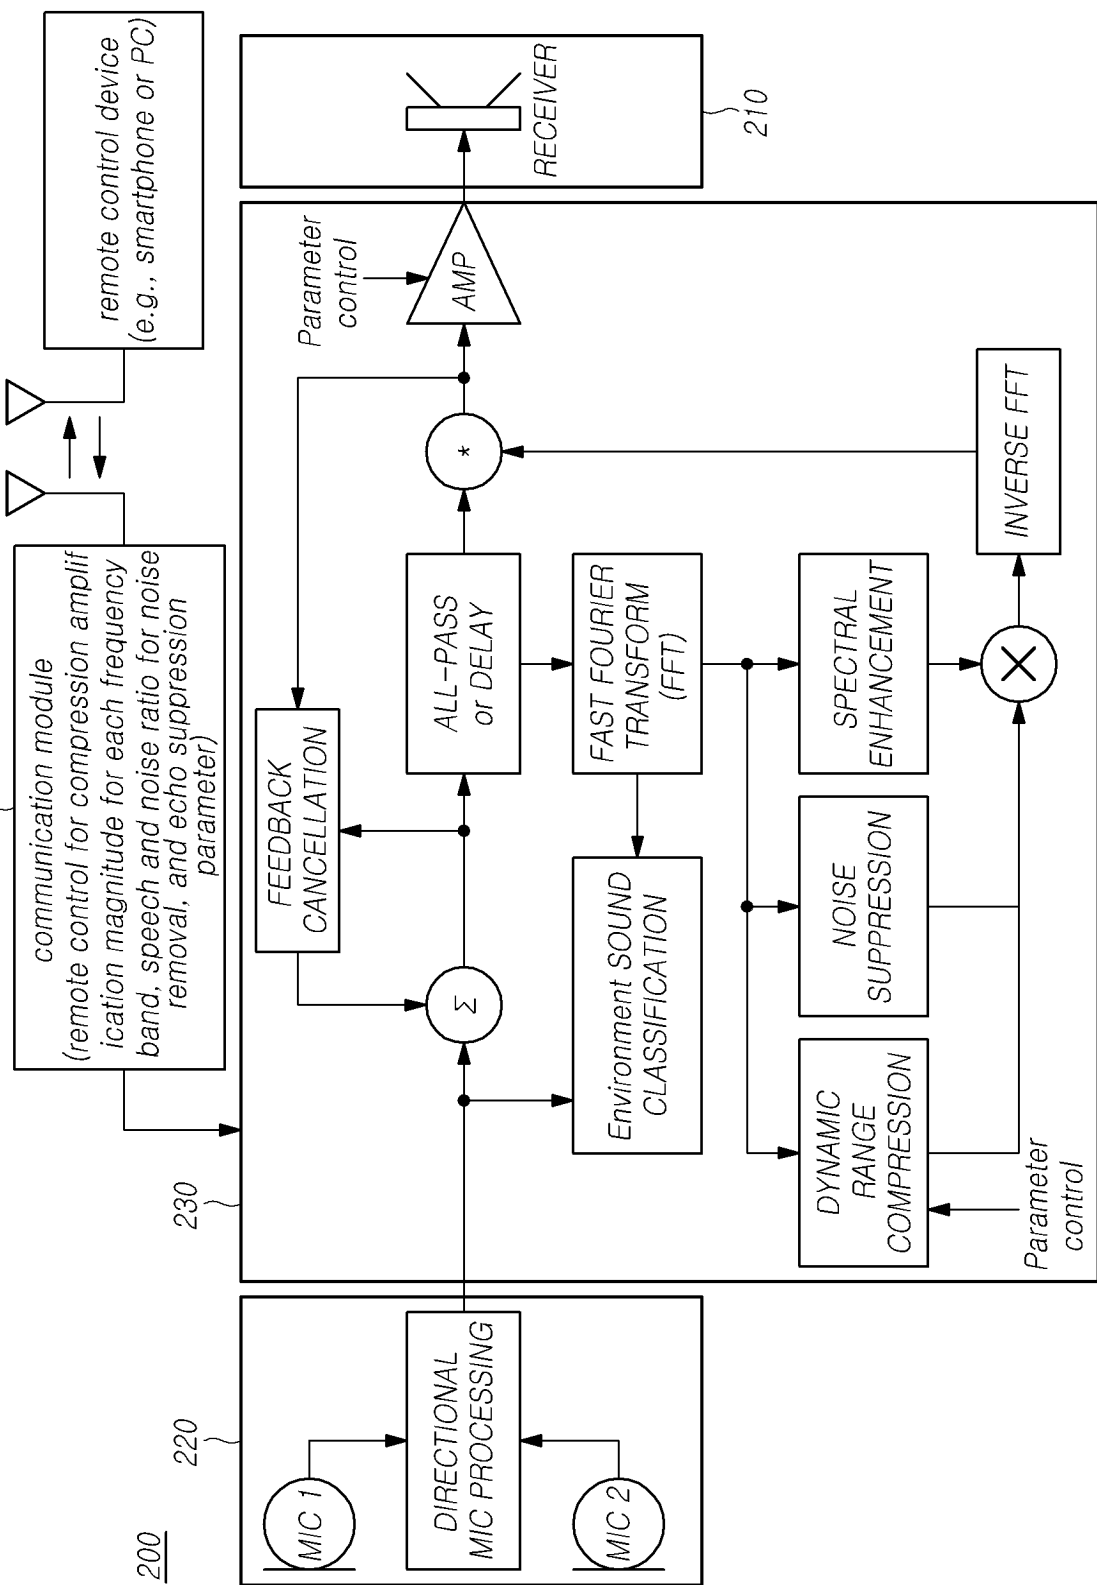 200
220
MIC 1
DIRECTIONAL
MIC PROCESSING
MIC 2
230
communication module
(remote control for compression amplif
ication magnitude for each frequency
band, speech and noise ratio for noise
removal, and echo suppression
parameter)
remote control device
(e.g., smartphone or PC)
FEEDBACK
CANCELLATION
Σ
ALL-PASS
or DELAY
*
Parameter
control
AMP
RECEIVER
210
Environment SOUND
CLASSIFICATION
FAST FOURIER
TRANSFORM
(FFT)
DYNAMIC
RANGE
COMPRESSION
NOISE
SUPPRESSION
SPECTRAL
ENHANCEMENT
INVERSE FFT
Parameter
control